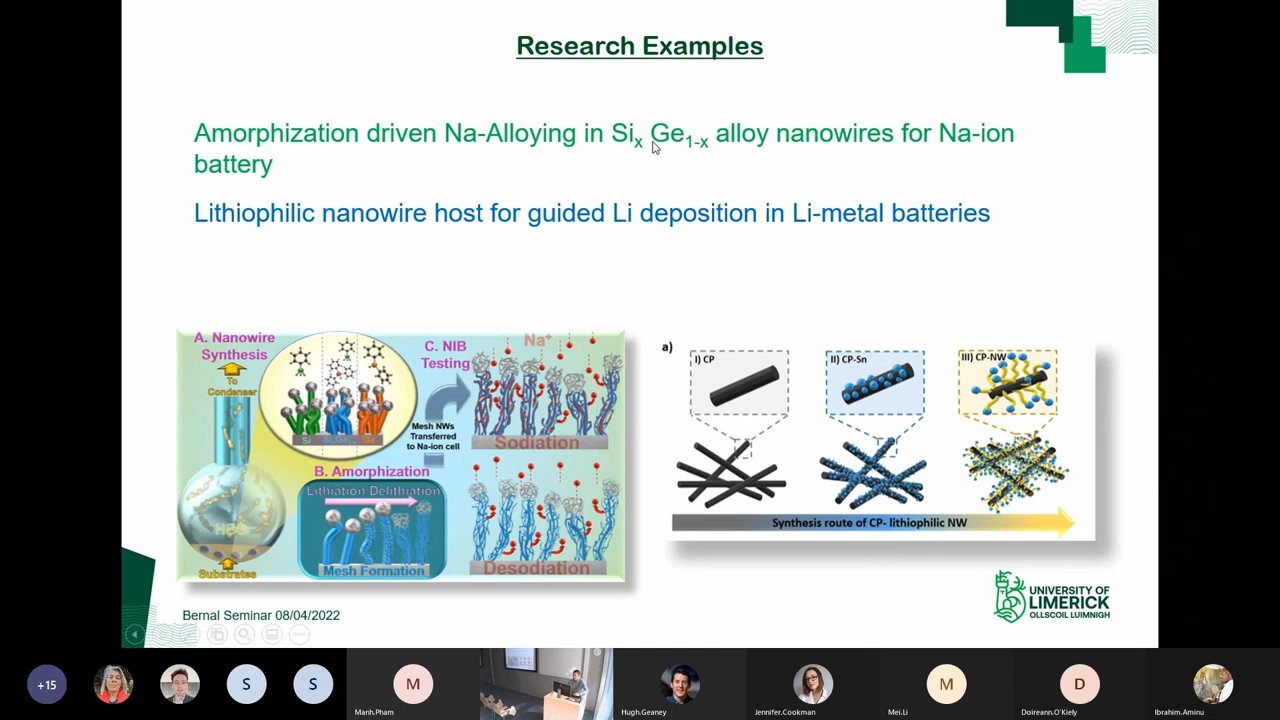 Research Examples
Amorphization driven Na-Alloying in SixGe1-x alloy nanowires for Na-ion
battery
Lithiophilic nanowire host for guided Li deposition in Li-metal batteries
A. Nanowire
Synthesis
To
Condenser
Si
Ge
HBS
Substrates
B. Amorphization
Lithiation Delithiation
Mesh Formation
C. NIB
Testing
Mesh NWs
Transferred
to Na-ion cell
Na+
Sodiation
Desodiation
a)
I) CP
II) CP-Sn
III) CP-NW
Synthesis route of CP- lithiophilic NW
Bernal Seminar 08/04/2022
UNIVERSITY OF
LIMERICK
OLLSCOIL LUIMNIGH
+15
S
S
M
Manh.Pham
Hugh.Geaney
Jennifer.Cookman
M
Mei.Li
D
Doireann.O'Kiely
Ibrahim.Aminu